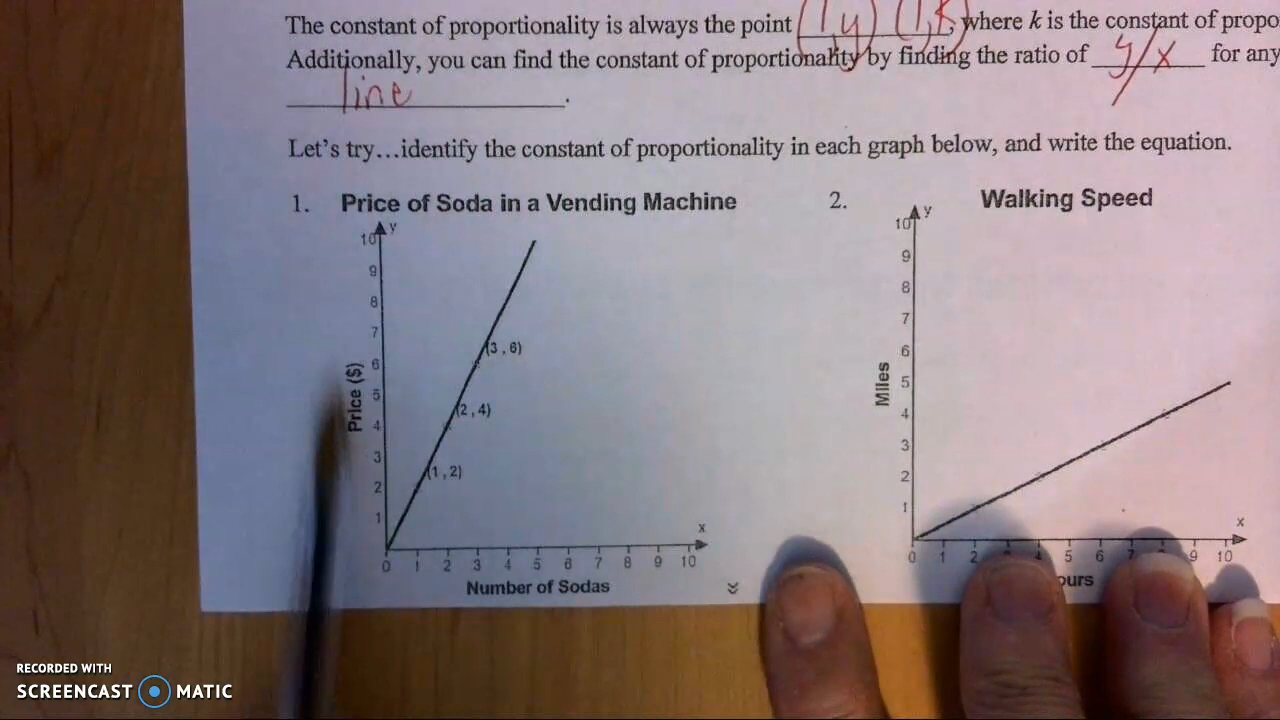 The constant of proportionality is always the point (1,y) (1,k), where k is the constant of propo
Additionally, you can find the constant of proportionality by finding the ratio of y/x for any
line.
Let's try…identify the constant of proportionality in each graph below, and write the equation.
1. Price of Soda in a Vending Machine
y
10
9
8
7
6
5
4
3
2
1
Price ($)
(3 , 6)
(2 , 4)
(1 , 2)
x
0 1 2 3 4 5 6 7 8 9 10
Number of Sodas
2. Walking Speed
y
10
9
8
7
6
5
4
3
2
1
Miles
x
0 1 2 5 6 7 9 10
ours
RECORDED WITH
SCREENCAST MATIC